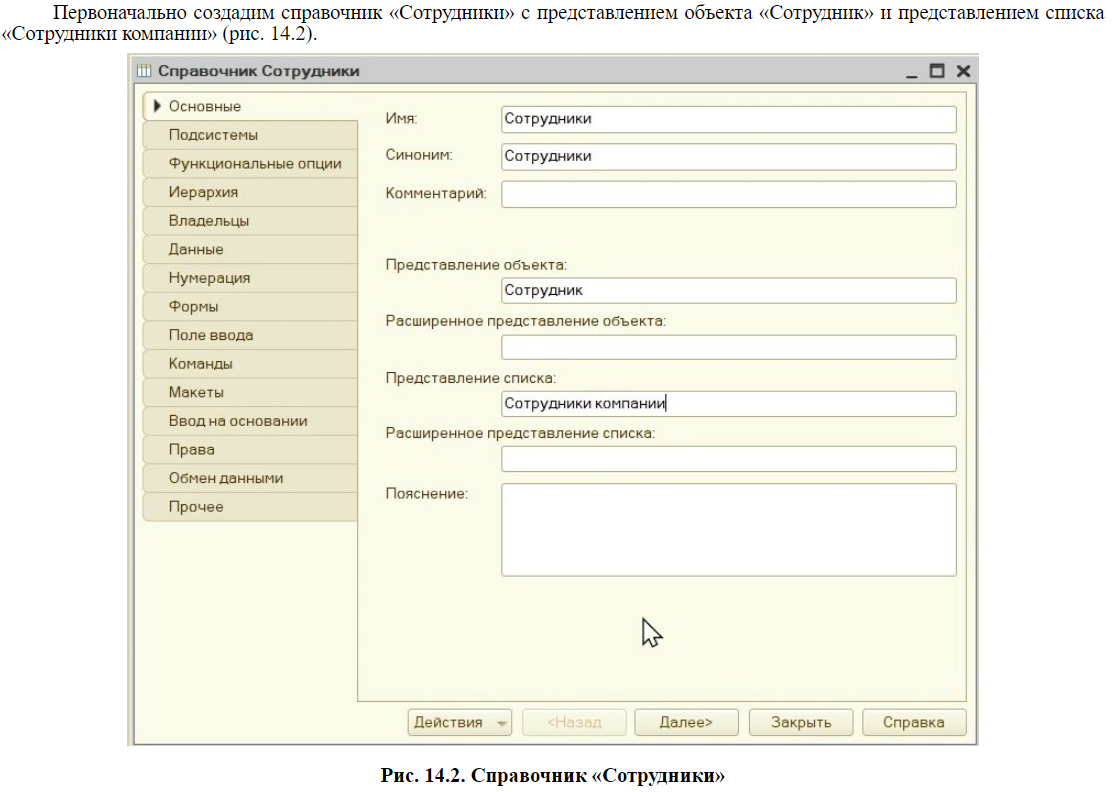 Первоначально создадим справочник «Сотрудники» с представлением объекта «Сотрудник» и представлением списка
«Сотрудники компании» (рис. 14.2).
Справочник Сотрудники
Основные
Подсистемы
Функциональные опции
Иерархия
Владельцы
Данные
Нумерация
Формы
Поле ввода
Команды
Макеты
Ввод на основании
Права
Обмен данными
Прочее
Имя: Сотрудники
Синоним: Сотрудники
Комментарий:
Представление объекта:
Сотрудник
Расширенное представление объекта:
Представление списка:
Сотрудники компании
Расширенное представление списка:
Пояснение:
Действия <Назад Далее> Закрыть Справка
Рис. 14.2. Справочник «Сотрудники»